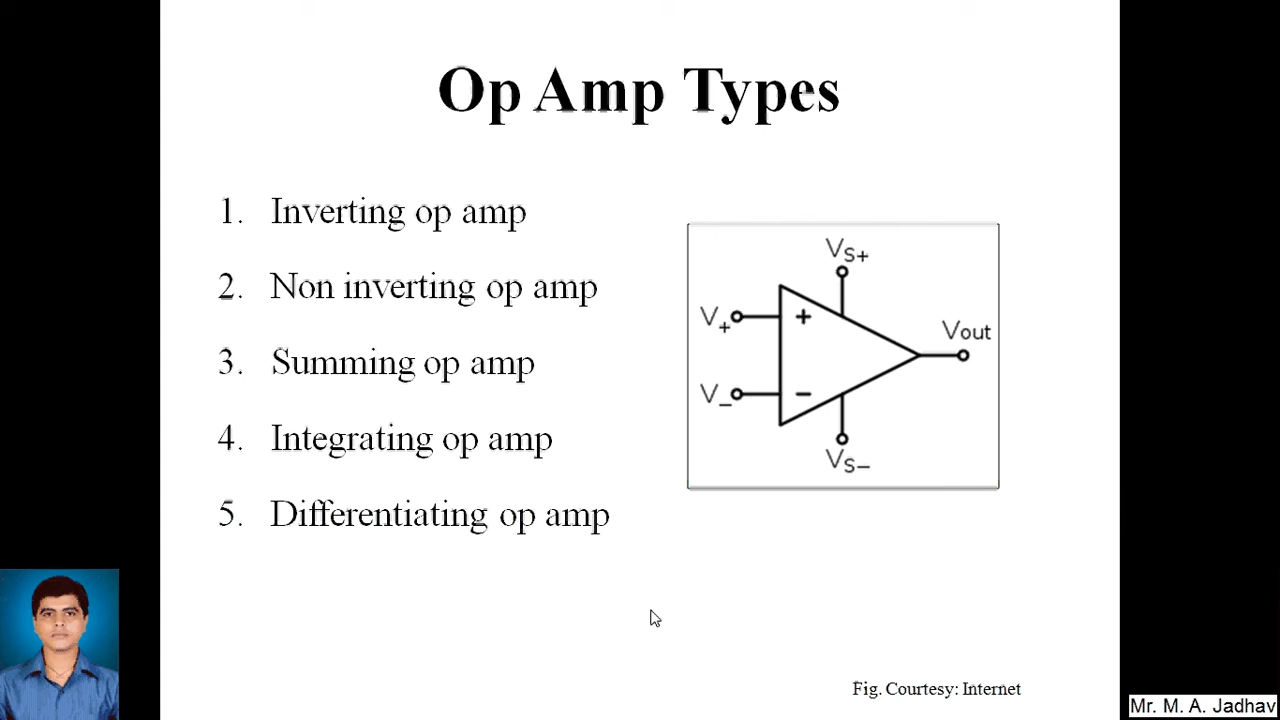 Op Amp Types
1. Inverting op amp
2. Non inverting op amp
3. Summing op amp
4. Integrating op amp
5. Differentiating op amp
VS+
V+
+
Vout
V−
−
VS−
Fig. Courtesy: Internet
Mr. M. A. Jadhav